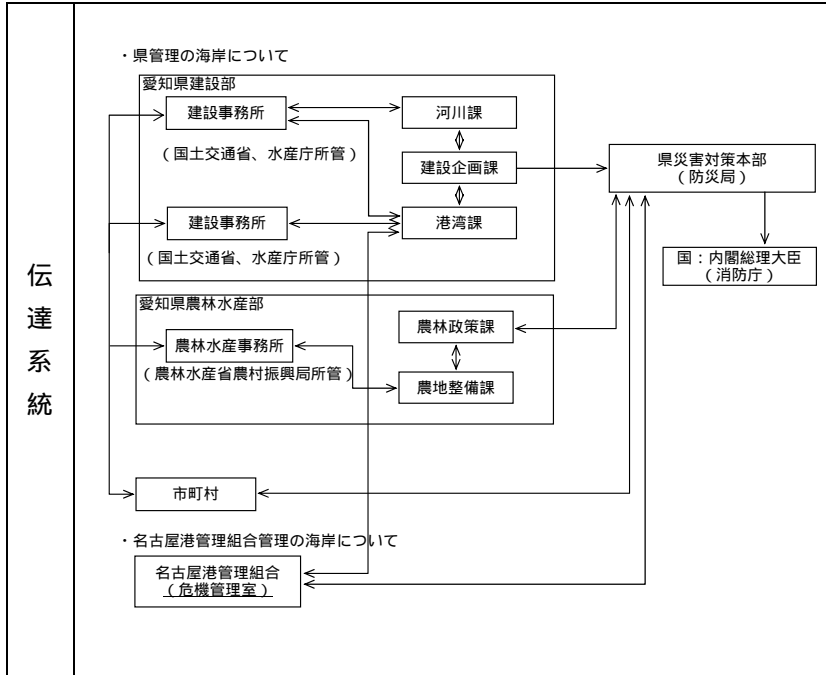 伝達系統
・県管理の海岸について
愛知県建設部
建設事務所
河川課
（国土交通省、水産庁所管）
建設企画課
県災害対策本部
（防災局）
建設事務所
港湾課
（国土交通省、水産庁所管）
国：内閣総理大臣
（消防庁）
愛知県農林水産部
農林政策課
農林水産事務所
（農林水産省農村振興局所管）
農地整備課
市町村
・名古屋港管理組合管理の海岸について
名古屋港管理組合
（危機管理室）